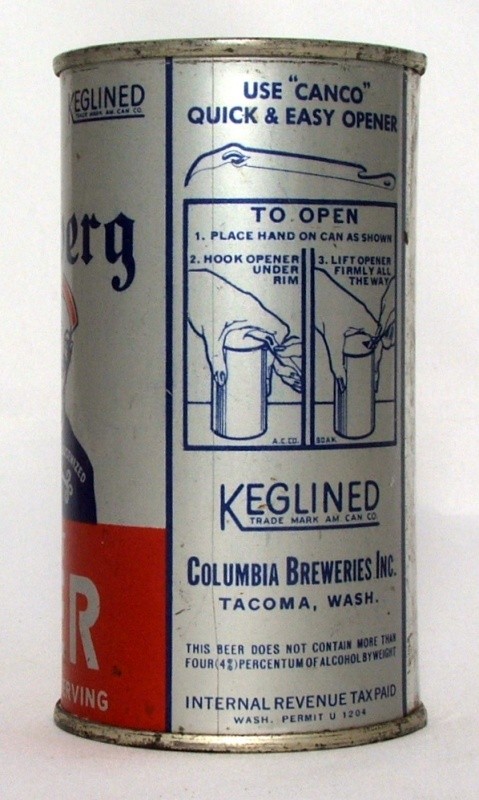 KEGLINED
TRADE MARK AM CAN CO.
erg
R
ERVING
USE "CANCO"
QUICK & EASY OPENER
TO OPEN
1. PLACE HAND ON CAN AS SHOWN
2. HOOK OPENER
UNDER
RIM
3. LIFT OPENER
FIRMLY ALL
THE WAY
A.C.CO.
80 A
KEGLINED
TRADE MARK AM CAN CO.
COLUMBIA BREWERIES INC.
TACOMA, WASH.
THIS BEER DOES NOT CONTAIN MORE THAN
FOUR (4%) PERCENTUM OF ALCOHOL BY WEIGHT
INTERNAL REVENUE TAX PAID
WASH. PERMIT U 1204